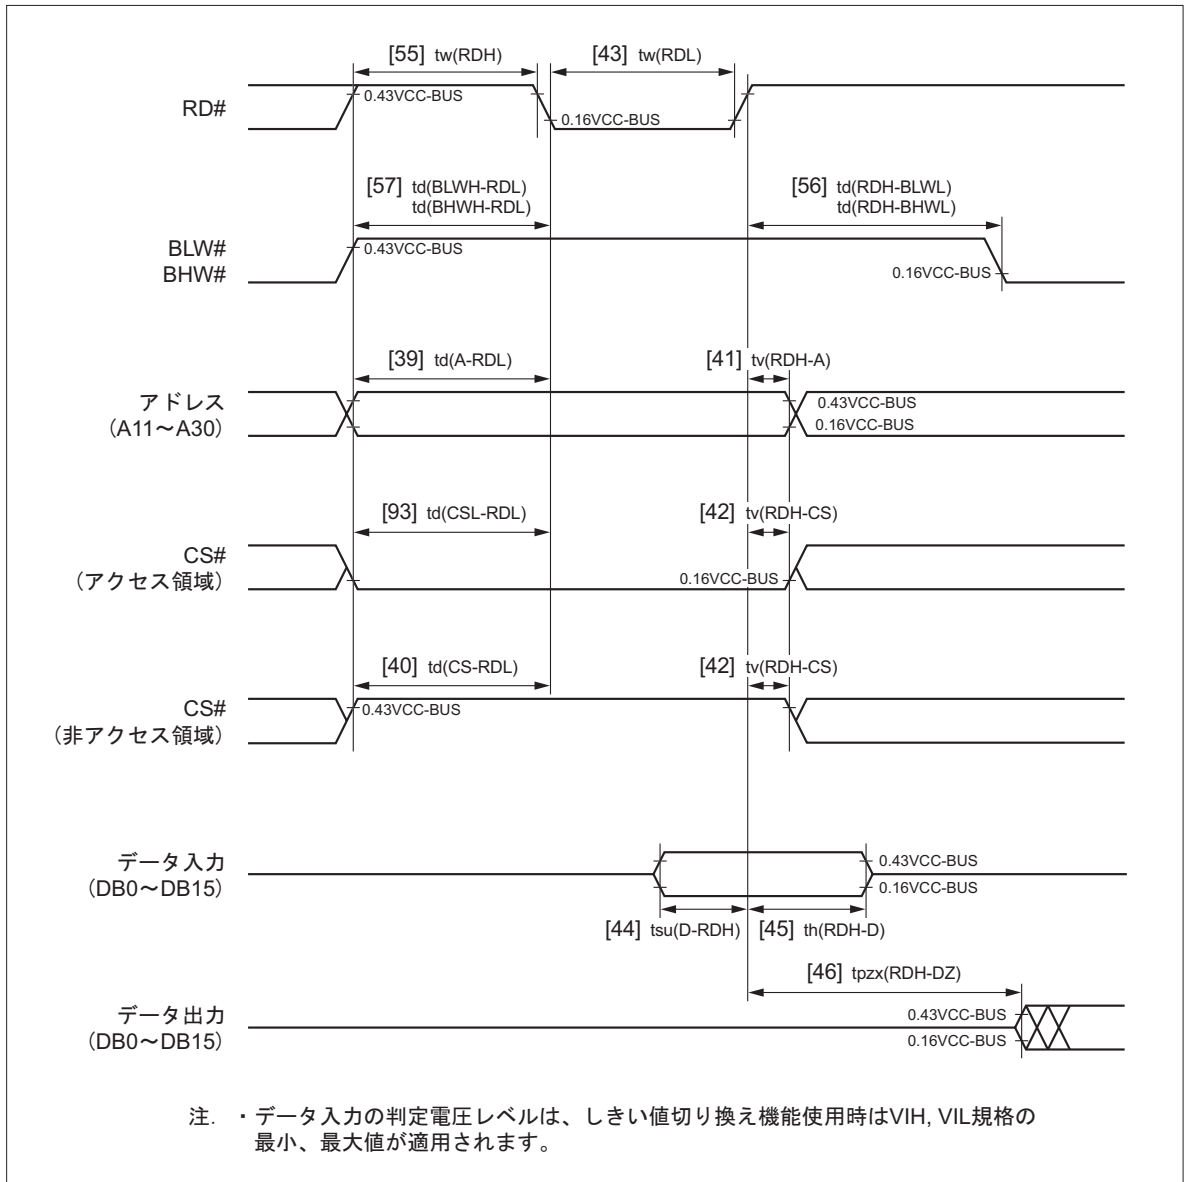 [55] tw(RDH) [43] tw(RDL)
RD# 0.43VCC-BUS 0.16VCC-BUS
[57] td(BLWH-RDL) [56] td(RDH-BLWL)
td(BHWH-RDL) td(RDH-BHWL)
BLW# 0.43VCC-BUS
BHW# 0.16VCC-BUS
[39] td(A-RDL) [41] tv(RDH-A)
アドレス 0.43VCC-BUS
（A11～A30） 0.16VCC-BUS
[93] td(CSL-RDL) [42] tv(RDH-CS)
CS#
（アクセス領域） 0.16VCC-BUS
[40] td(CS-RDL) [42] tv(RDH-CS)
CS# 0.43VCC-BUS
（非アクセス領域）
データ入力 0.43VCC-BUS
（DB0～DB15） 0.16VCC-BUS
[44] tsu(D-RDH) [45] th(RDH-D)
[46] tpzx(RDH-DZ)
データ出力 0.43VCC-BUS
（DB0～DB15） 0.16VCC-BUS
注. ・データ入力の判定電圧レベルは、しきい値切り換え機能使用時はVIH, VIL規格の
最小、最大値が適用されます。